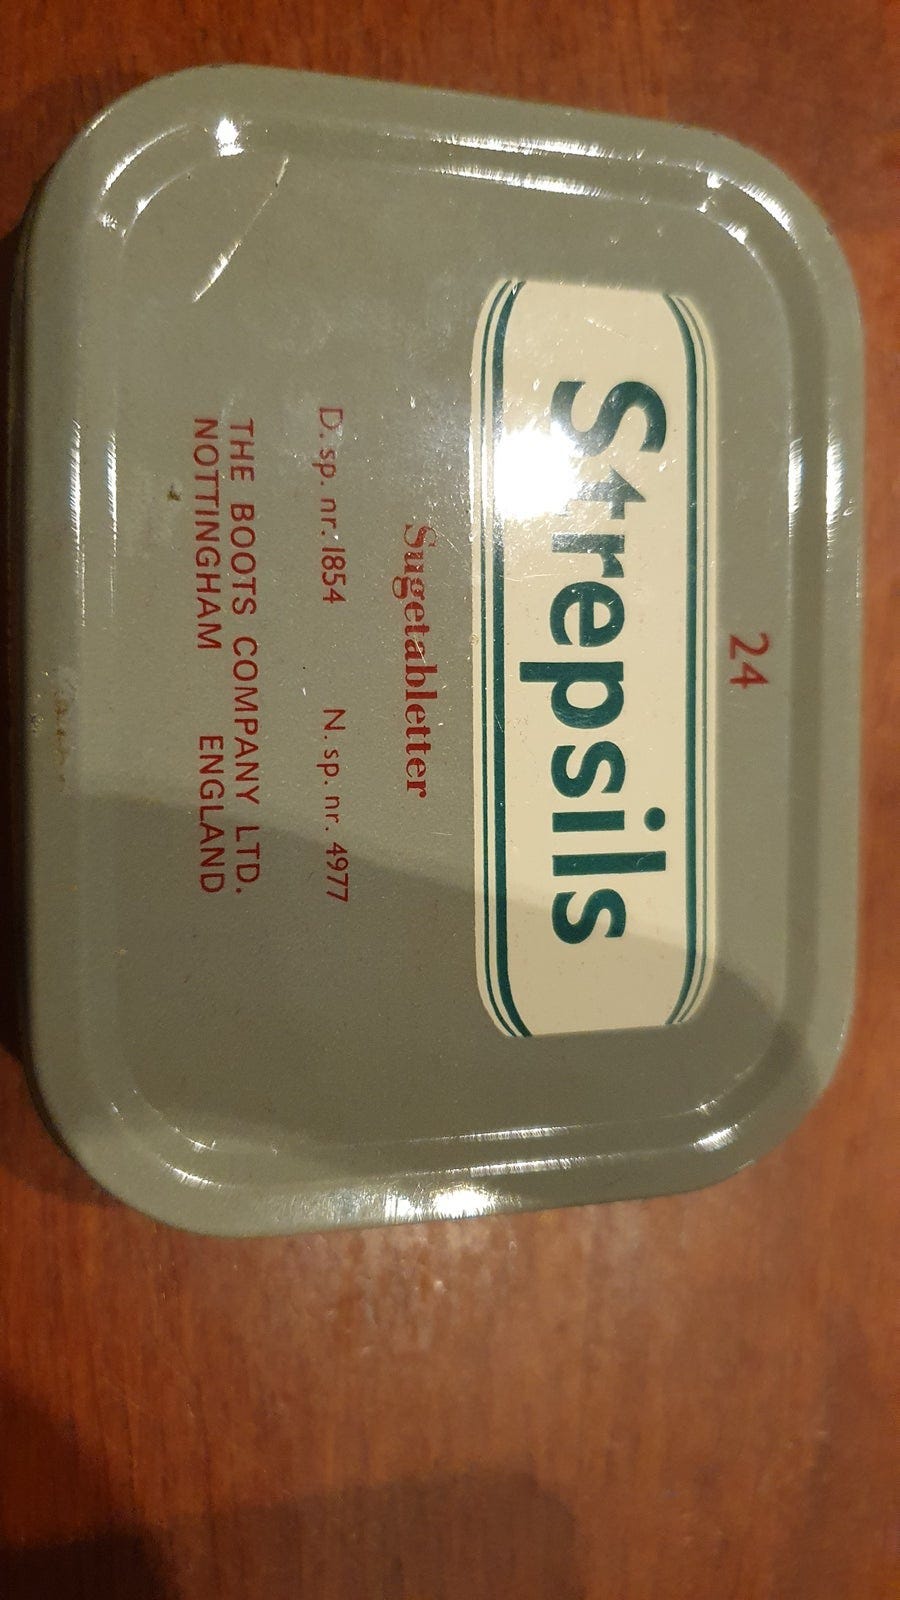 24
Strepsils
Sugetabletter
D. sp. nr. 1854 N. sp. nr. 4977
THE BOOTS COMPANY LTD.
NOTTINGHAM ENGLAND